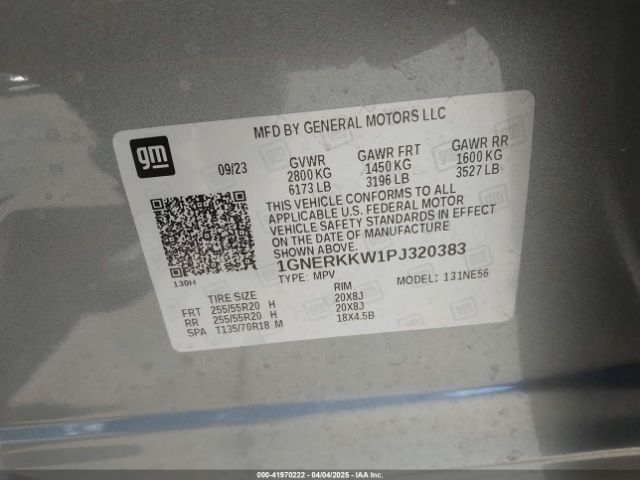 MFD BY GENERAL MOTORS LLC
gm
09/23
GVWR GAWR FRT GAWR RR
2800 KG 1450 KG 1600 KG
6173 LB 3196 LB 3527 LB
THIS VEHICLE CONFORMS TO ALL
APPLICABLE U.S. FEDERAL MOTOR
VEHICLE SAFETY STANDARDS IN EFFECT
ON THE DATE OF MANUFACTURE
SHOWN ABOVE.
1GNERKKW1PJ320383
130H
TYPE: MPV MODEL: 131NE56
TIRE SIZE RIM
FRT 255/55R20 H 20X8J
RR 255/55R20 H 20X8J
SPA T135/70R18 M 18X4.5B
000-41970222 - 04/04/2025 - IAA Inc.